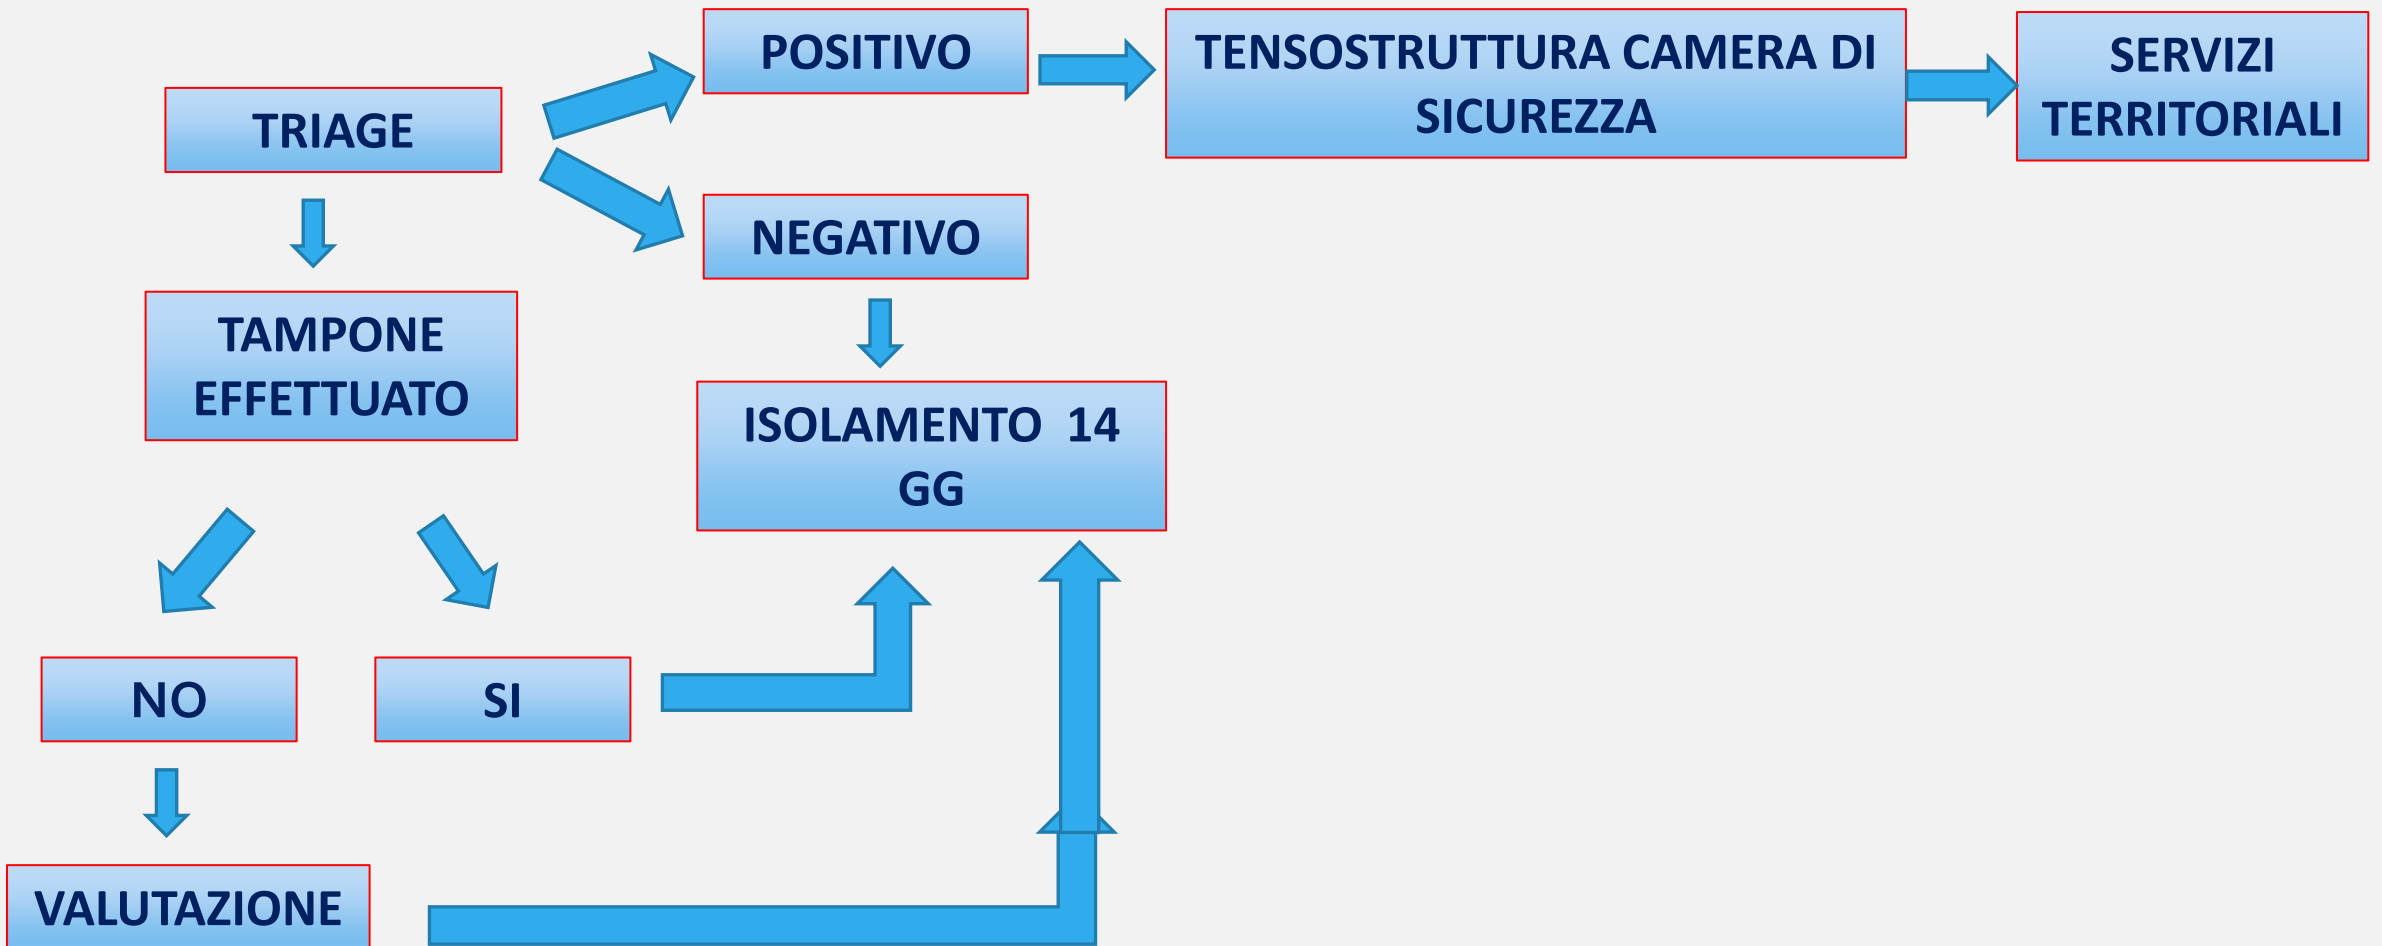 POSITIVO
TENSOSTRUTTURA CAMERA DI
SICUREZZA
SERVIZI
TERRITORIALI
TRIAGE
NEGATIVO
TAMPONE
EFFETTUATO
ISOLAMENTO 14
GG
NO
SI
VALUTAZIONE